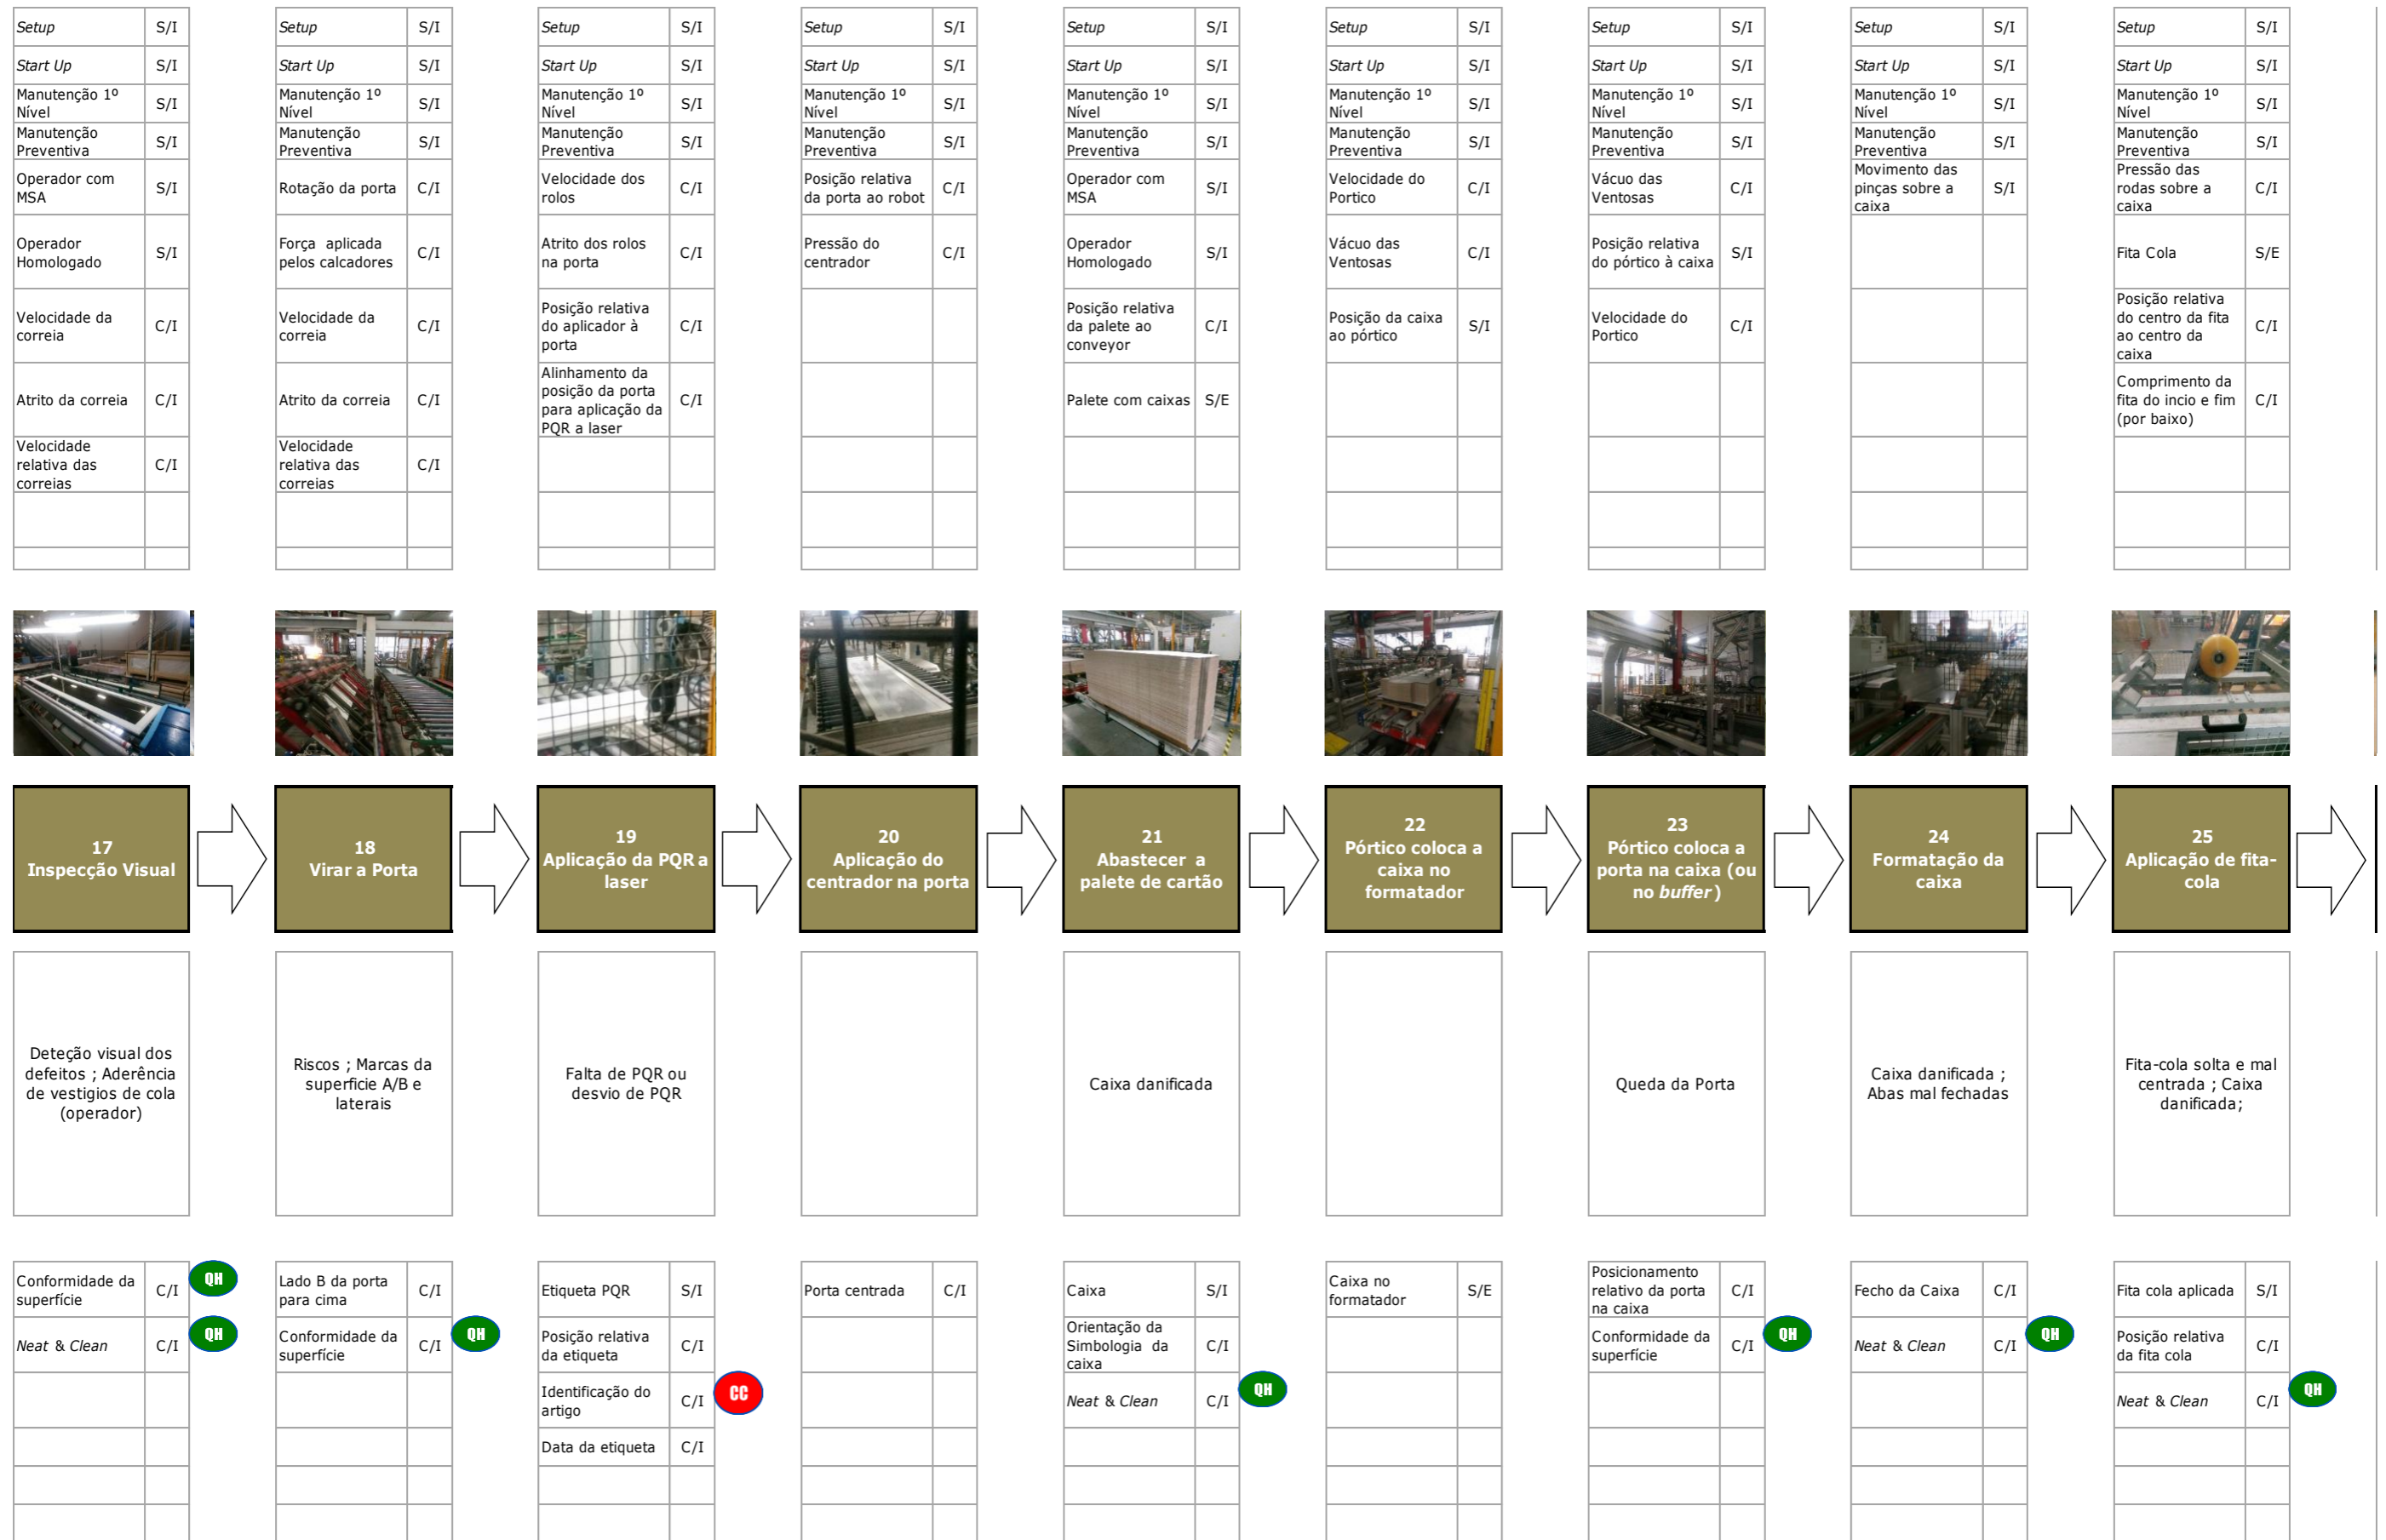 Setup S/I Setup S/I Setup S/I Setup S/I Setup S/I Setup S/I Setup S/I Setup S/I Setup S/I
Start Up S/I Start Up S/I Start Up S/I Start Up S/I Start Up S/I Start Up S/I Start Up S/I Start Up S/I Start Up S/I
Manutenção 1º Manutenção 1º Manutenção 1º Manutenção 1º Manutenção 1º Manutenção 1º Manutenção 1º Manutenção 1º Manutenção 1º
Nível S/I Nível S/I Nível S/I Nível S/I Nível S/I Nível S/I Nível S/I Nível S/I Nível S/I
Manutenção Manutenção Manutenção Manutenção Manutenção Manutenção Manutenção Manutenção Manutenção
Preventiva S/I Preventiva S/I Preventiva S/I Preventiva S/I Preventiva S/I Preventiva S/I Preventiva S/I Preventiva S/I Preventiva S/I
Operador com
MSA S/I
Rotação da porta C/I
Velocidade dos
rolos C/I
Posição relativa
da porta ao robot C/I
Operador com
MSA S/I
Velocidade do
Portico C/I
Vácuo das
Ventosas C/I
Movimento das
pinças sobre a
caixa S/I
Pressão das
rodas sobre a
caixa C/I
Operador
Homologado S/I
Força aplicada
pelos calcadores C/I
Atrito dos rolos
na porta C/I
Pressão do
centrador C/I
Operador
Homologado S/I
Vácuo das
Ventosas C/I
Posição relativa
do pórtico à caixa S/I
Fita Cola S/E
Velocidade da
correia C/I
Velocidade da
correia C/I
Posição relativa
do aplicador à
porta C/I
Posição relativa
da palete ao
conveyor C/I
Posição da caixa
ao pórtico S/I
Velocidade do
Portico C/I
Posição relativa
do centro da fita
ao centro da
caixa C/I
Atrito da correia C/I
Atrito da correia C/I
Alinhamento da
posição da porta
para aplicação da
PQR a laser C/I
Palete com caixas S/E
Comprimento da
fita do incio e fim
(por baixo) C/I
Velocidade
relativa das
correias C/I
Velocidade
relativa das
correias C/I
17
Inspecção Visual
18
Virar a Porta
19
Aplicação da PQR a
laser
20
Aplicação do
centrador na porta
21
Abastecer a
palete de cartão
22
Pórtico coloca a
caixa no
formatador
23
Pórtico coloca a
porta na caixa (ou
no buffer )
24
Formatação da
caixa
25
Aplicação de fita-
cola
Deteção visual dos
defeitos ; Aderência
de vestigios de cola
(operador)
Riscos ; Marcas da
superficie A/B e
laterais
Falta de PQR ou
desvio de PQR
Caixa danificada
Queda da Porta
Caixa danificada ;
Abas mal fechadas
Fita-cola solta e mal
centrada ; Caixa
danificada;
Conformidade da
superfície C/I QH
Lado B da porta
para cima C/I
Etiqueta PQR S/I
Porta centrada C/I
Caixa S/I
Caixa no
formatador S/E
Posicionamento
relativo da porta
na caixa C/I
Fecho da Caixa C/I
Fita cola aplicada S/I
Neat & Clean C/I QH
Conformidade da
superfície C/I QH
Posição relativa
da etiqueta C/I
Orientação da
Simbologia da
caixa C/I
Conformidade da
superfície C/I QH
Neat & Clean C/I QH
Posição relativa
da fita cola C/I
Identificação do
artigo C/I CC
Neat & Clean C/I QH
Neat & Clean C/I QH
Data da etiqueta C/I